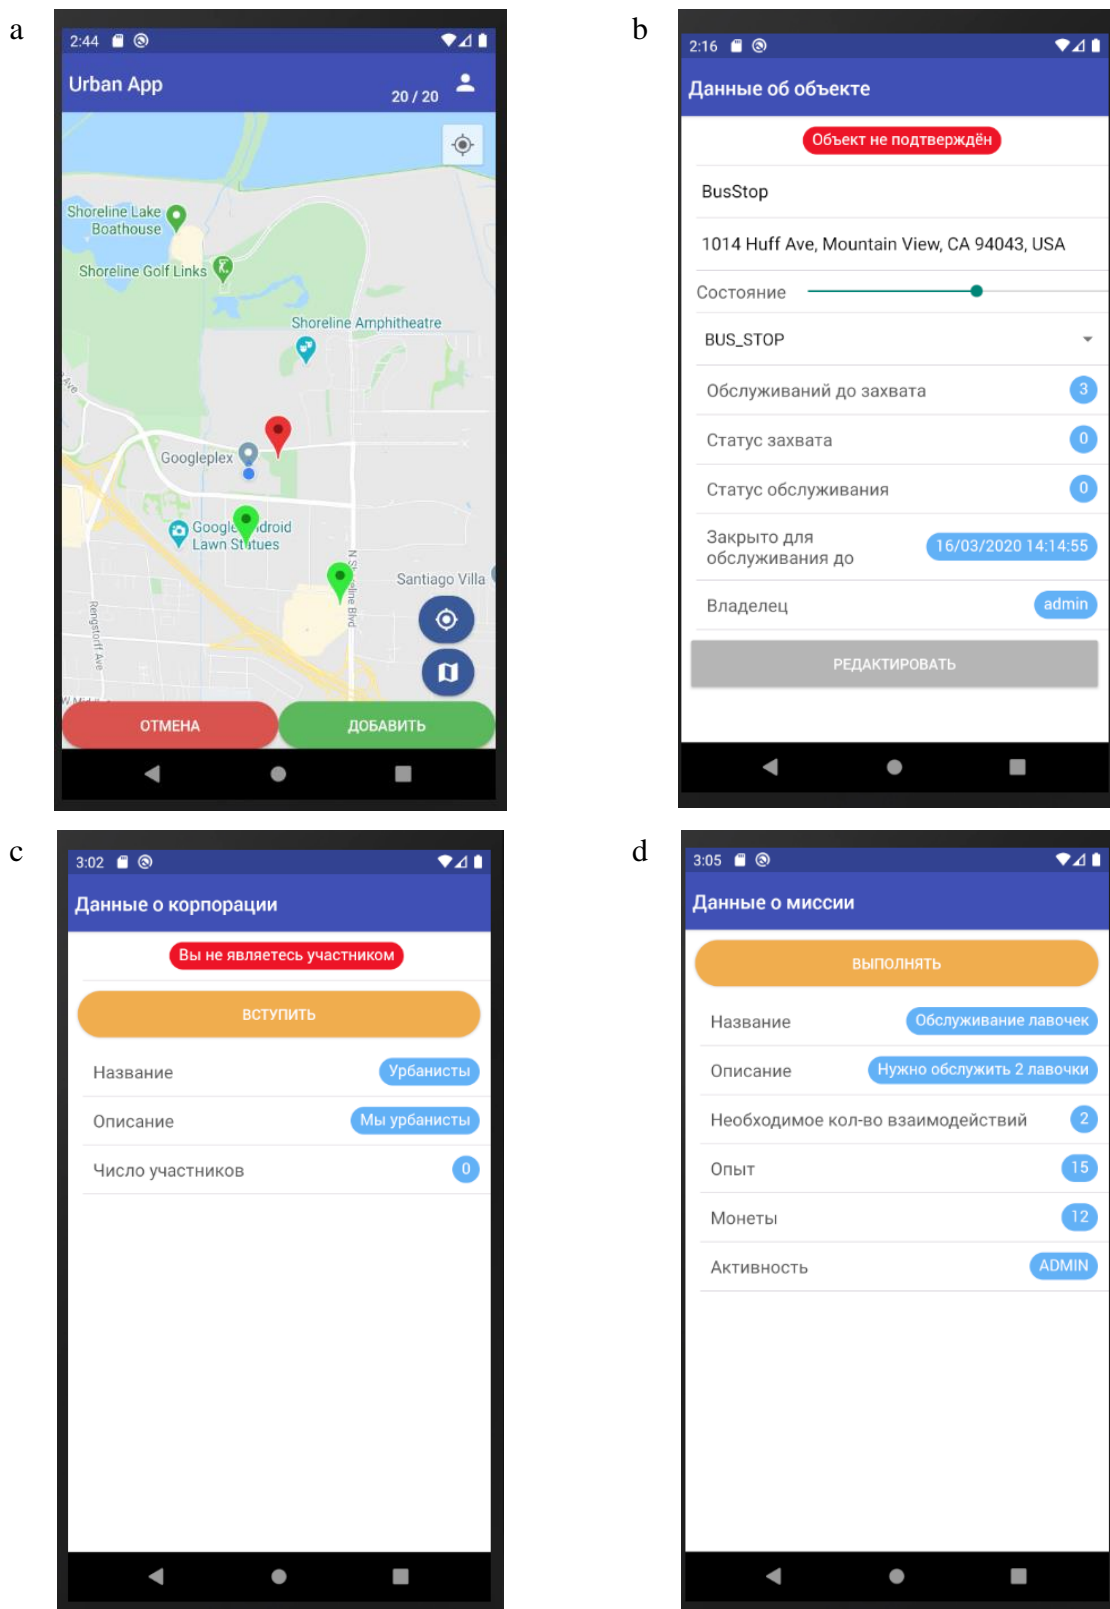 a
2:44
Urban App
20 / 20
Shoreline Lake
Boathouse
Shoreline Golf Links
Shoreline Amphitheatre
Googleplex
Lawn Statues
N Shoreline Blvd
Santiago Villa
Rengstorff Ave
ОТМЕНА
ДОБАВИТЬ
b
2:16
Данные об объекте
Объект не подтверждён
BusStop
1014 Huff Ave, Mountain View, CA 94043, USA
Состояние
BUS_STOP
Обслуживаний до захвата
3
Статус захвата
0
Статус обслуживания
0
Закрыто для
обслуживания до
16/03/2020 14:14:55
Владелец
admin
РЕДАКТИРОВАТЬ
c
3:02
Данные о корпорации
Вы не являетесь участником
ВСТУПИТЬ
Название
Урбанисты
Описание
Мы урбанисты
Число участников
0
d
3:05
Данные о миссии
ВЫПОЛНЯТЬ
Название
Обслуживание лавочек
Описание
Нужно обслужить 2 лавочки
Необходимое кол-во взаимодействий
2
Опыт
15
Монеты
12
Активность
ADMIN